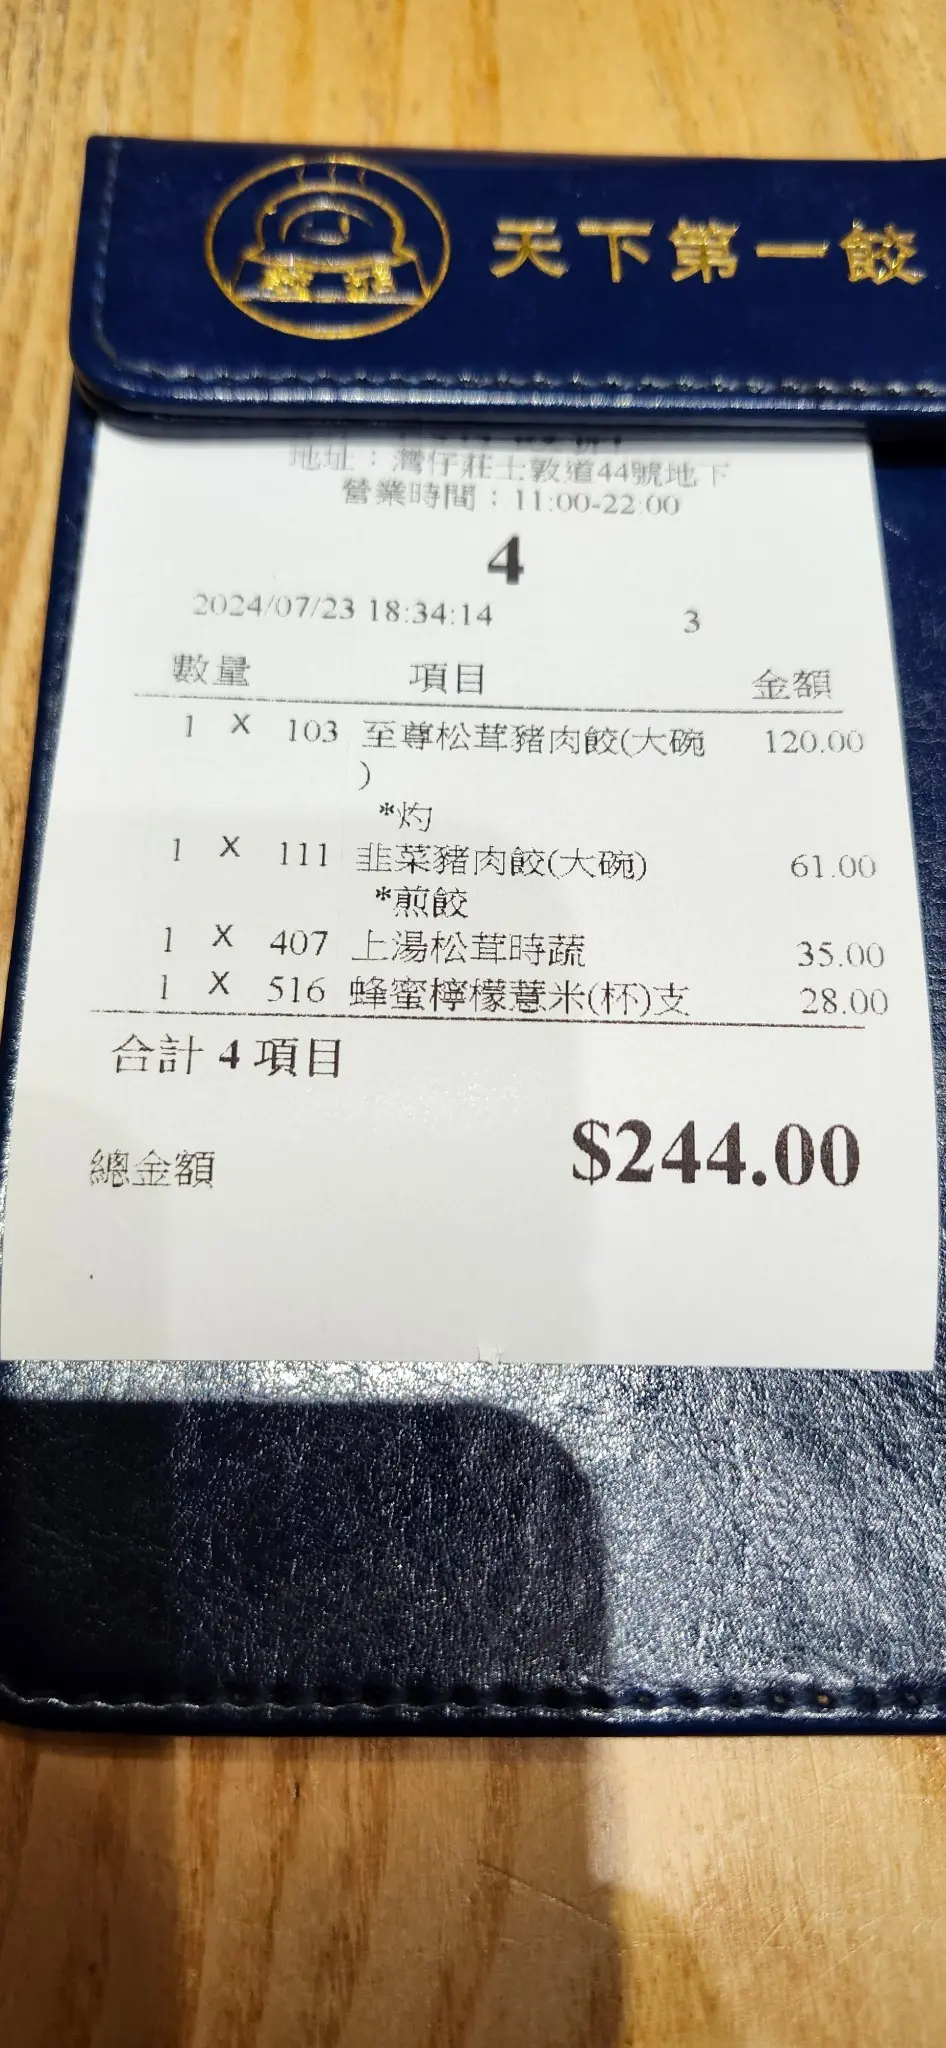 天下第一餃
地址：灣仔莊士敦道44號地下
營業時間：11:00-22:00
4
2024/07/23 18:34:14 3
數量 項目 金額
1 X 103 至尊松茸豬肉餃(大碗 120.00
)
*灼
1 X 111 韭菜豬肉餃(大碗) 61.00
*煎餃
1 X 407 上湯松茸時蔬 35.00
1 X 516 蜂蜜檸檬薏米(杯)支 28.00
合計 4 項目
總金額 $244.00